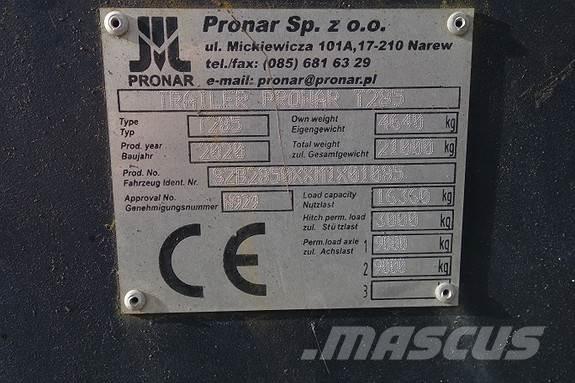 Pronar Sp. z o.o.
ul. Mickiewicza 101A,17-210 Narew
tel./fax: (085) 681 63 29
e-mail: pronar@pronar.pl
PRONAR
TRAILER PRONAR T285
Type
Typ
T285
Own weight
Eigengewicht
4640 kg
Prod. year
Baujahr
2020
Total weight
zul. Gesamtgewicht
21000 kg
Prod. No.
Fahrzeug Ident. Nr.
Approval No.
Genehmigungsnummer
Load capacity
Nutzlast
16360 kg
Hitch perm. load
zul. Stützlast
3000 kg
Perm.load axle
zul. Achslast
1 9000 kg
2 9000 kg
3
CE
MASCUS